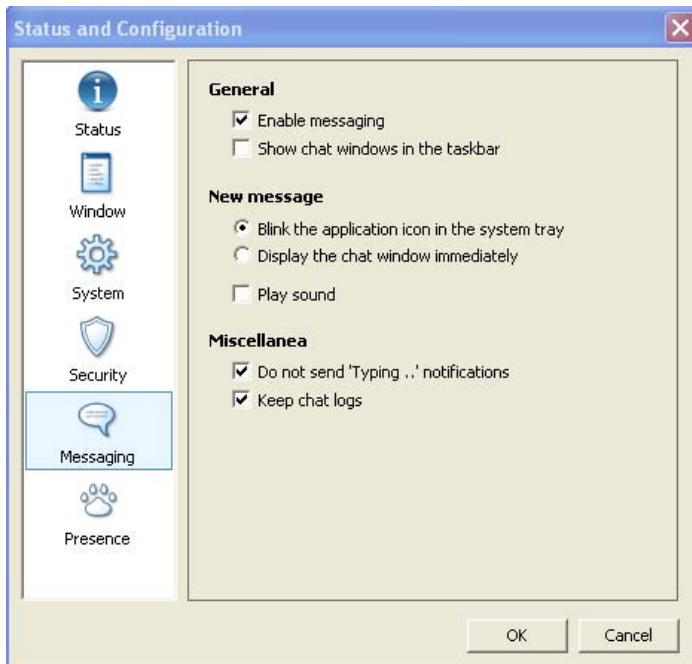 Status and Configuration
Status
Window
System
Security
Messaging
Presence
General
Enable messaging
Show chat windows in the taskbar
New message
Blink the application icon in the system tray
Display the chat window immediately
Play sound
Miscellanea
Do not send 'Typing ..' notifications
Keep chat logs
OK
Cancel